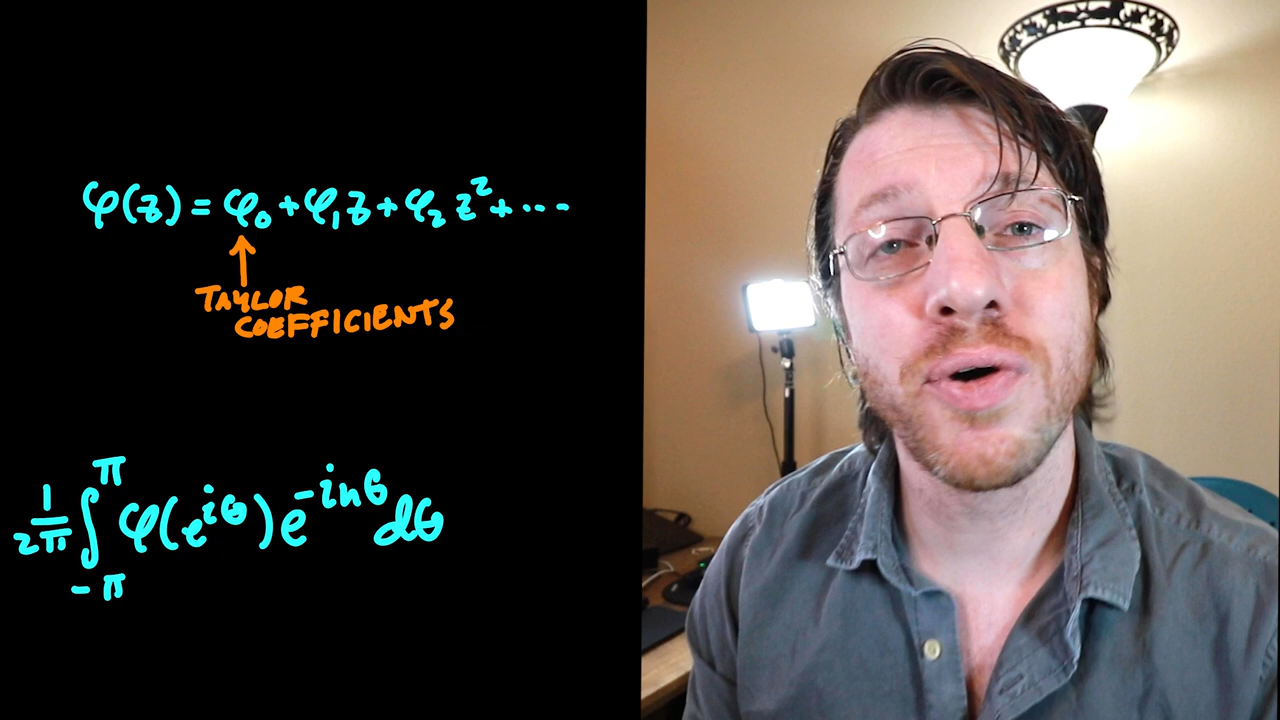 φ(z) = φ₀ + φ₁z + φ₂z² + ···
↑
TAYLOR
COEFFICIENTS
1/2π ∫_{-π}^{π} φ(e^{iθ}) e^{-inθ} dθ